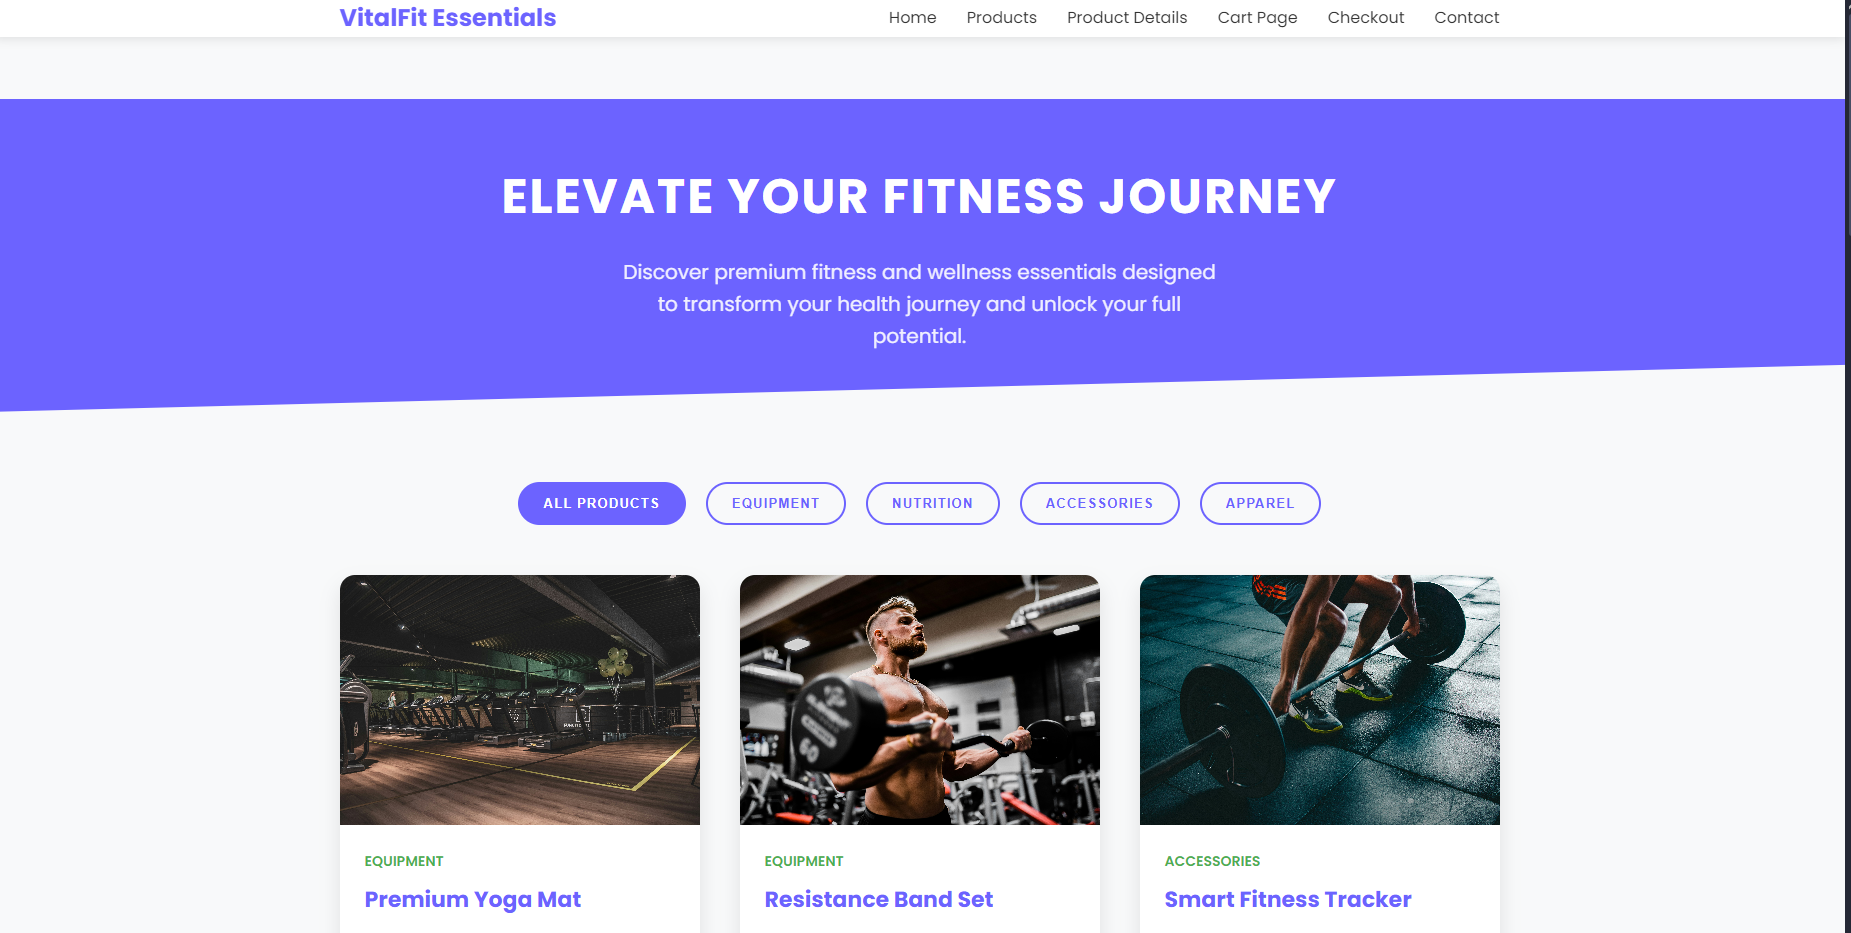 VitalFit Essentials
Home Products Product Details Cart Page Checkout Contact
ELEVATE YOUR FITNESS JOURNEY
Discover premium fitness and wellness essentials designed
to transform your health journey and unlock your full
potential.
ALL PRODUCTS EQUIPMENT NUTRITION ACCESSORIES APPAREL
60
EQUIPMENT
Premium Yoga Mat
EQUIPMENT
Resistance Band Set
ACCESSORIES
Smart Fitness Tracker